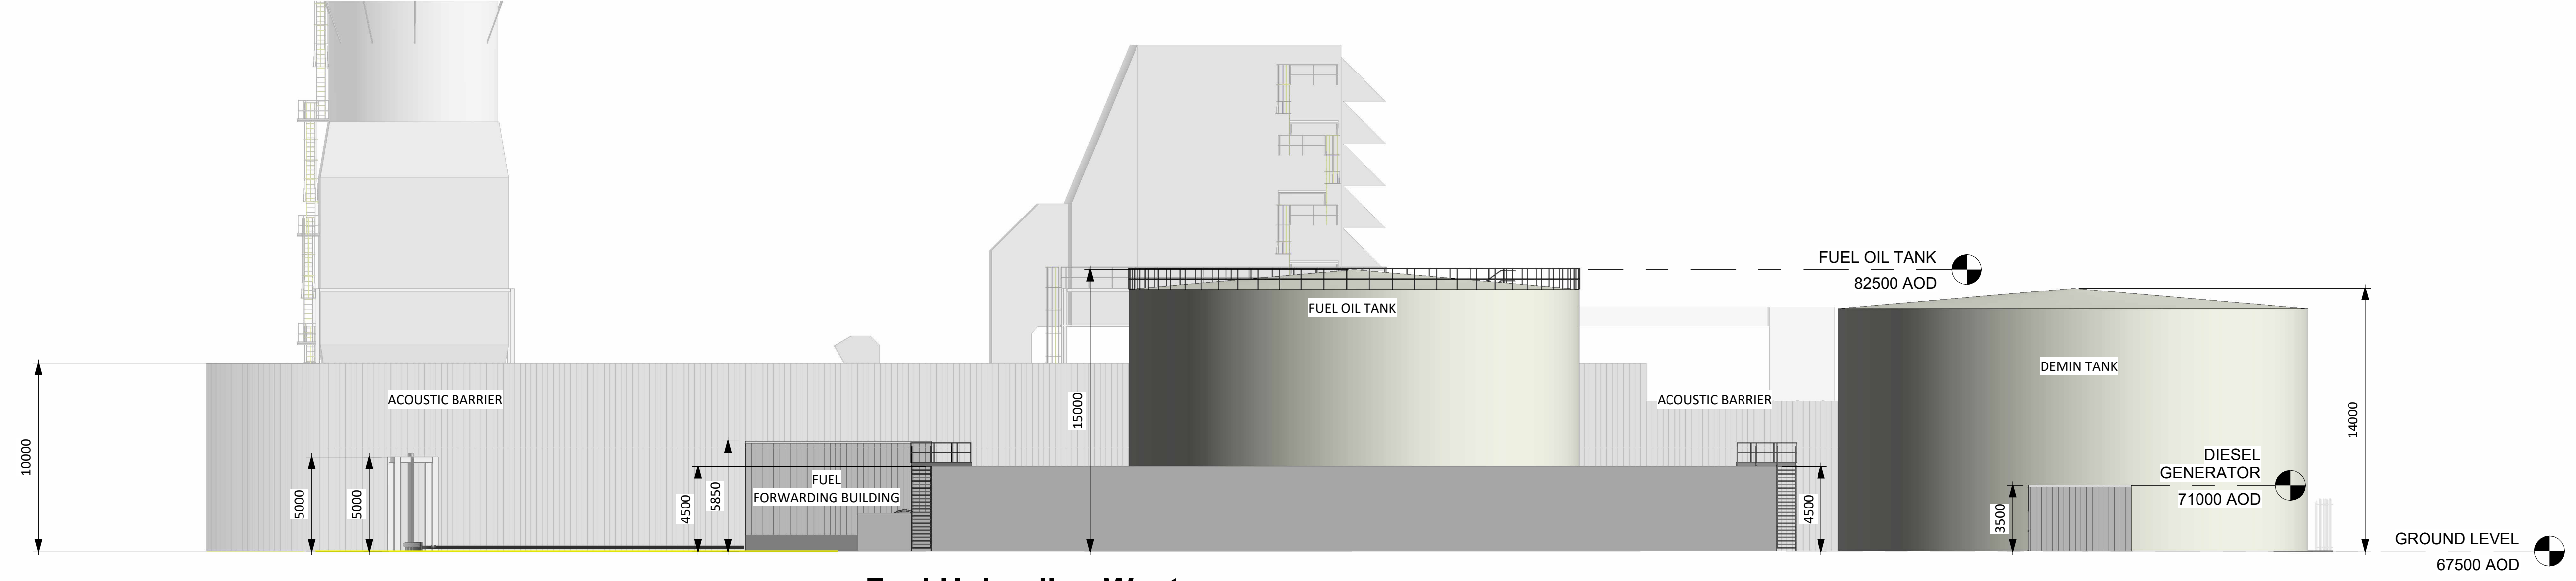 FUEL OIL TANK
82500 AOD
FUEL OIL TANK
DEMIN TANK
ACOUSTIC BARRIER
ACOUSTIC BARRIER
10000
5000
5000
4500
5850
FUEL
FORWARDING BUILDING
15000
4500
3500
14000
DIESEL
GENERATOR
71000 AOD
GROUND LEVEL
67500 AOD